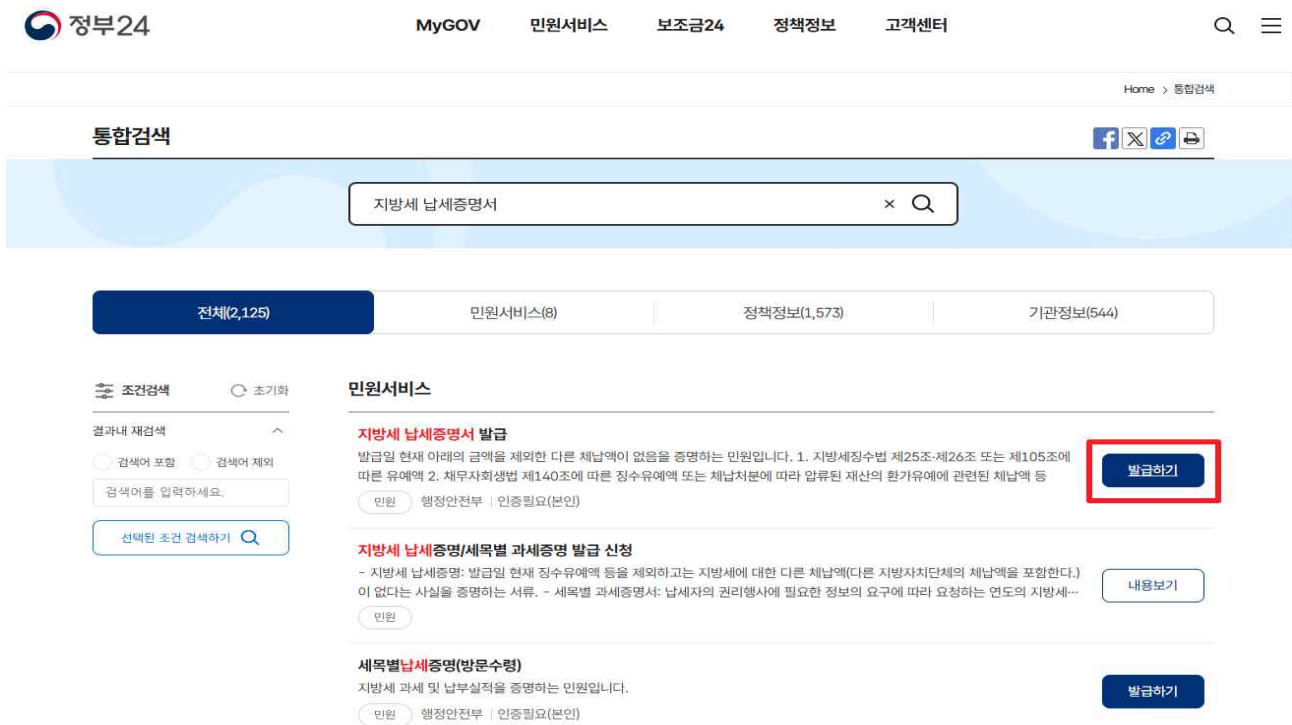 정부24
MyGOV 민원서비스 보조금24 정책정보 고객센터
Home > 통합검색
통합검색
지방세 납세증명서 ×
전체(2,125) 민원서비스(8) 정책정보(1,573) 기관정보(544)
조건검색 초기화
결과내 재검색
검색어 포함 검색어 제외
검색어를 입력하세요.
선택된 조건 검색하기
민원서비스
지방세 납세증명서 발급
발급일 현재 아래의 금액을 제외한 다른 체납액이 없음을 증명하는 민원입니다. 1. 지방세징수법 제25조·제26조 또는 제105조에
따른 유예액 2. 채무자회생법 제140조에 따른 징수유예액 또는 체납처분에 따라 압류된 재산의 환가유예에 관련된 체납액 등
민원 행정안전부 | 인증필요(본인)
발급하기
지방세 납세증명/세목별 과세증명 발급 신청
- 지방세 납세증명: 발급일 현재 징수유예액 등을 제외하고는 지방세에 대한 다른 체납액(다른 지방자치단체의 체납액을 포함한다.)
이 없다는 사실을 증명하는 서류. - 세목별 과세증명서: 납세자의 권리행사에 필요한 정보의 요구에 따라 요청하는 연도의 지방세…
민원
내용보기
세목별납세증명(방문수령)
지방세 과세 및 납부실적을 증명하는 민원입니다.
민원 행정안전부 | 인증필요(본인)
발급하기